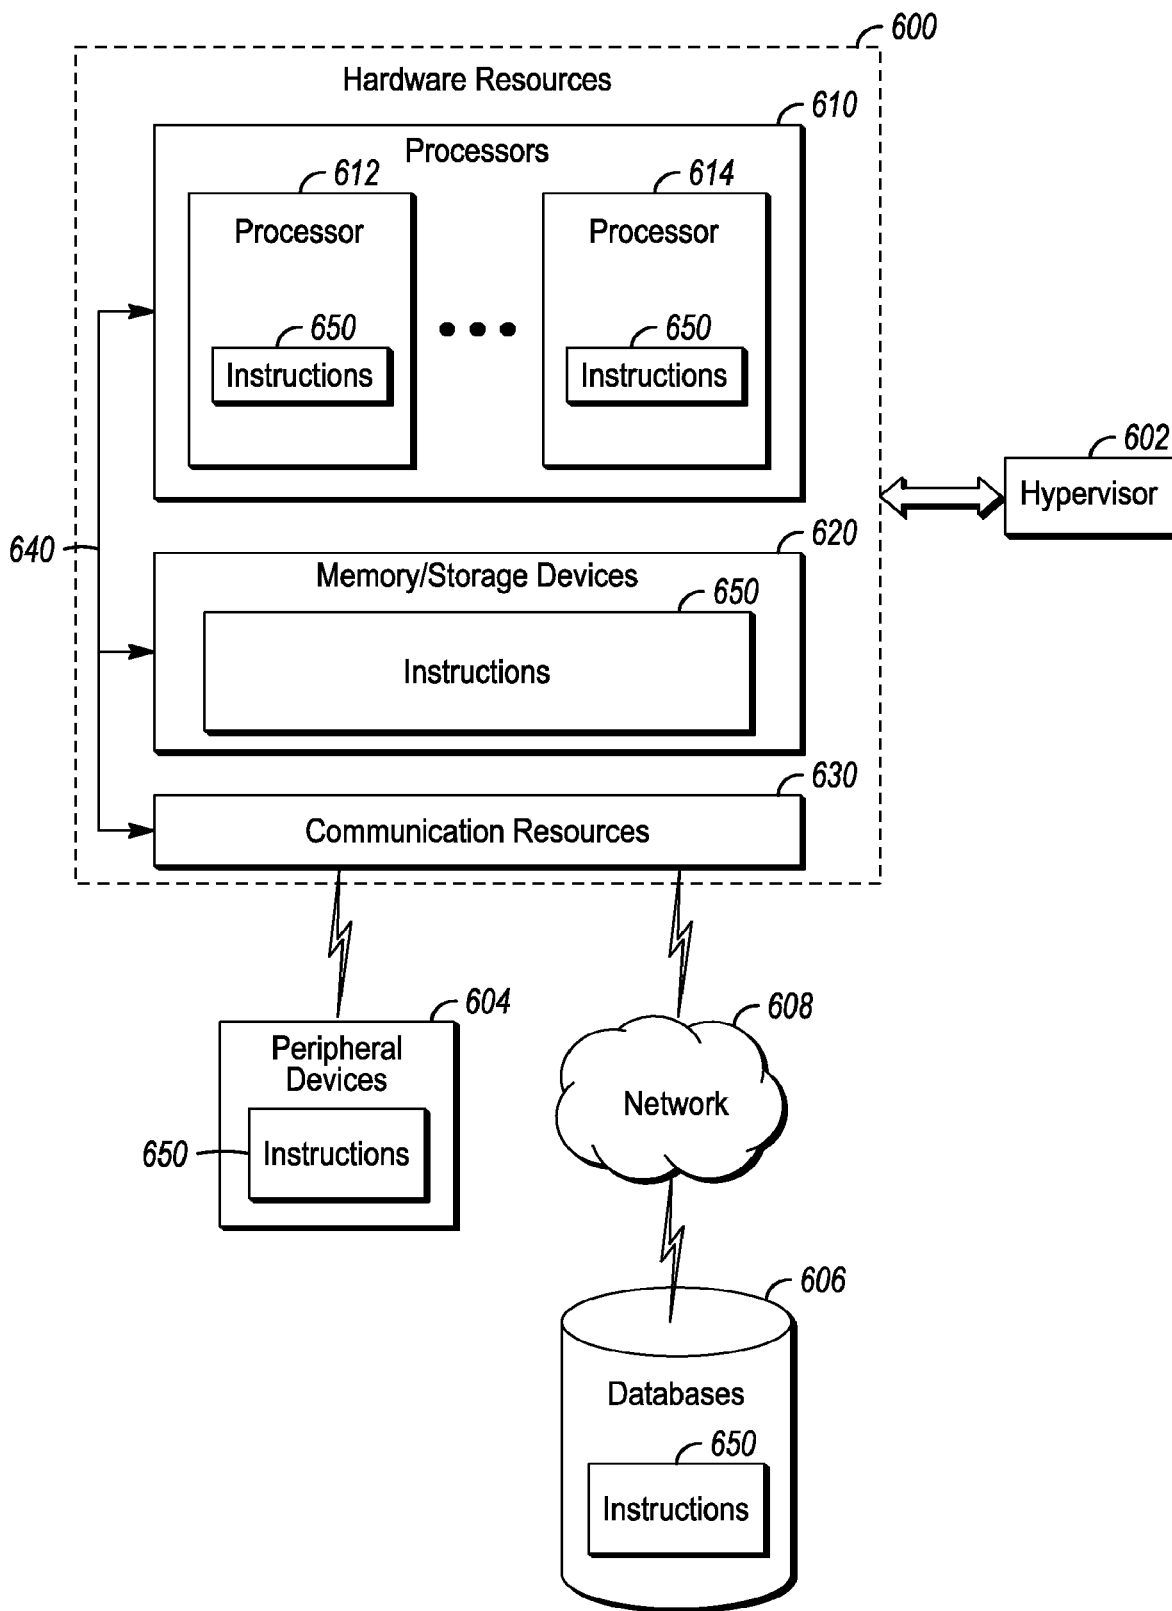 600
Hardware Resources
610
Processors
612
614
Processor
Processor
650
650
Instructions
Instructions
602
Hypervisor
640
620
Memory/Storage Devices
650
Instructions
630
Communication Resources
604
608
Peripheral
Devices
Network
650
Instructions
606
Databases
650
Instructions